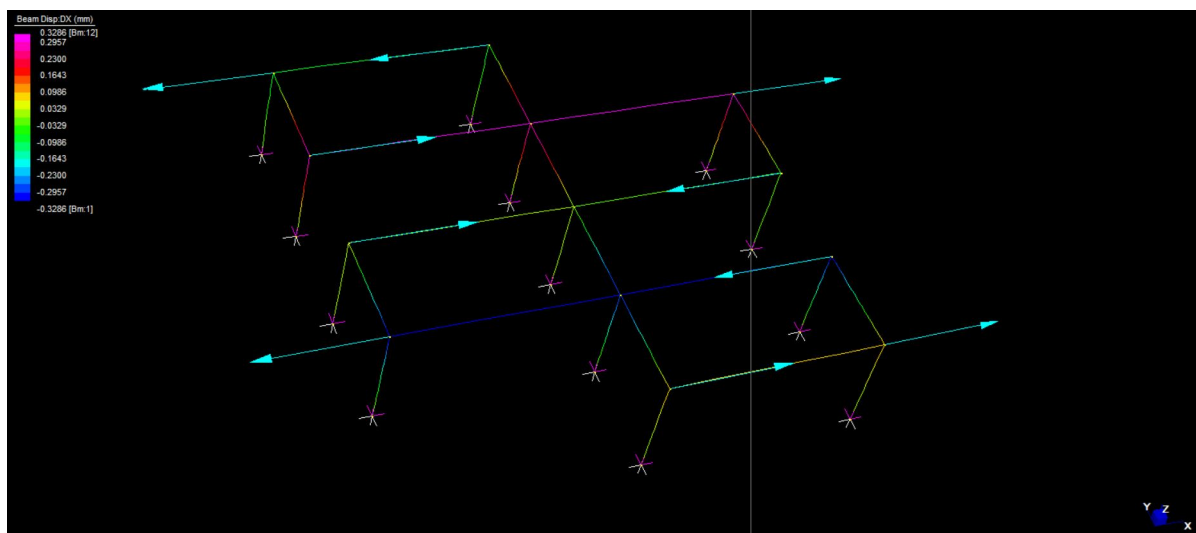 Beam Disp:DX (mm)
0.3286 [Bm:12]
0.2957
0.2300
0.1643
0.0986
0.0329
-0.0329
-0.0986
-0.1643
-0.2300
-0.2957
-0.3286 [Bm:1]
Y
Z
X